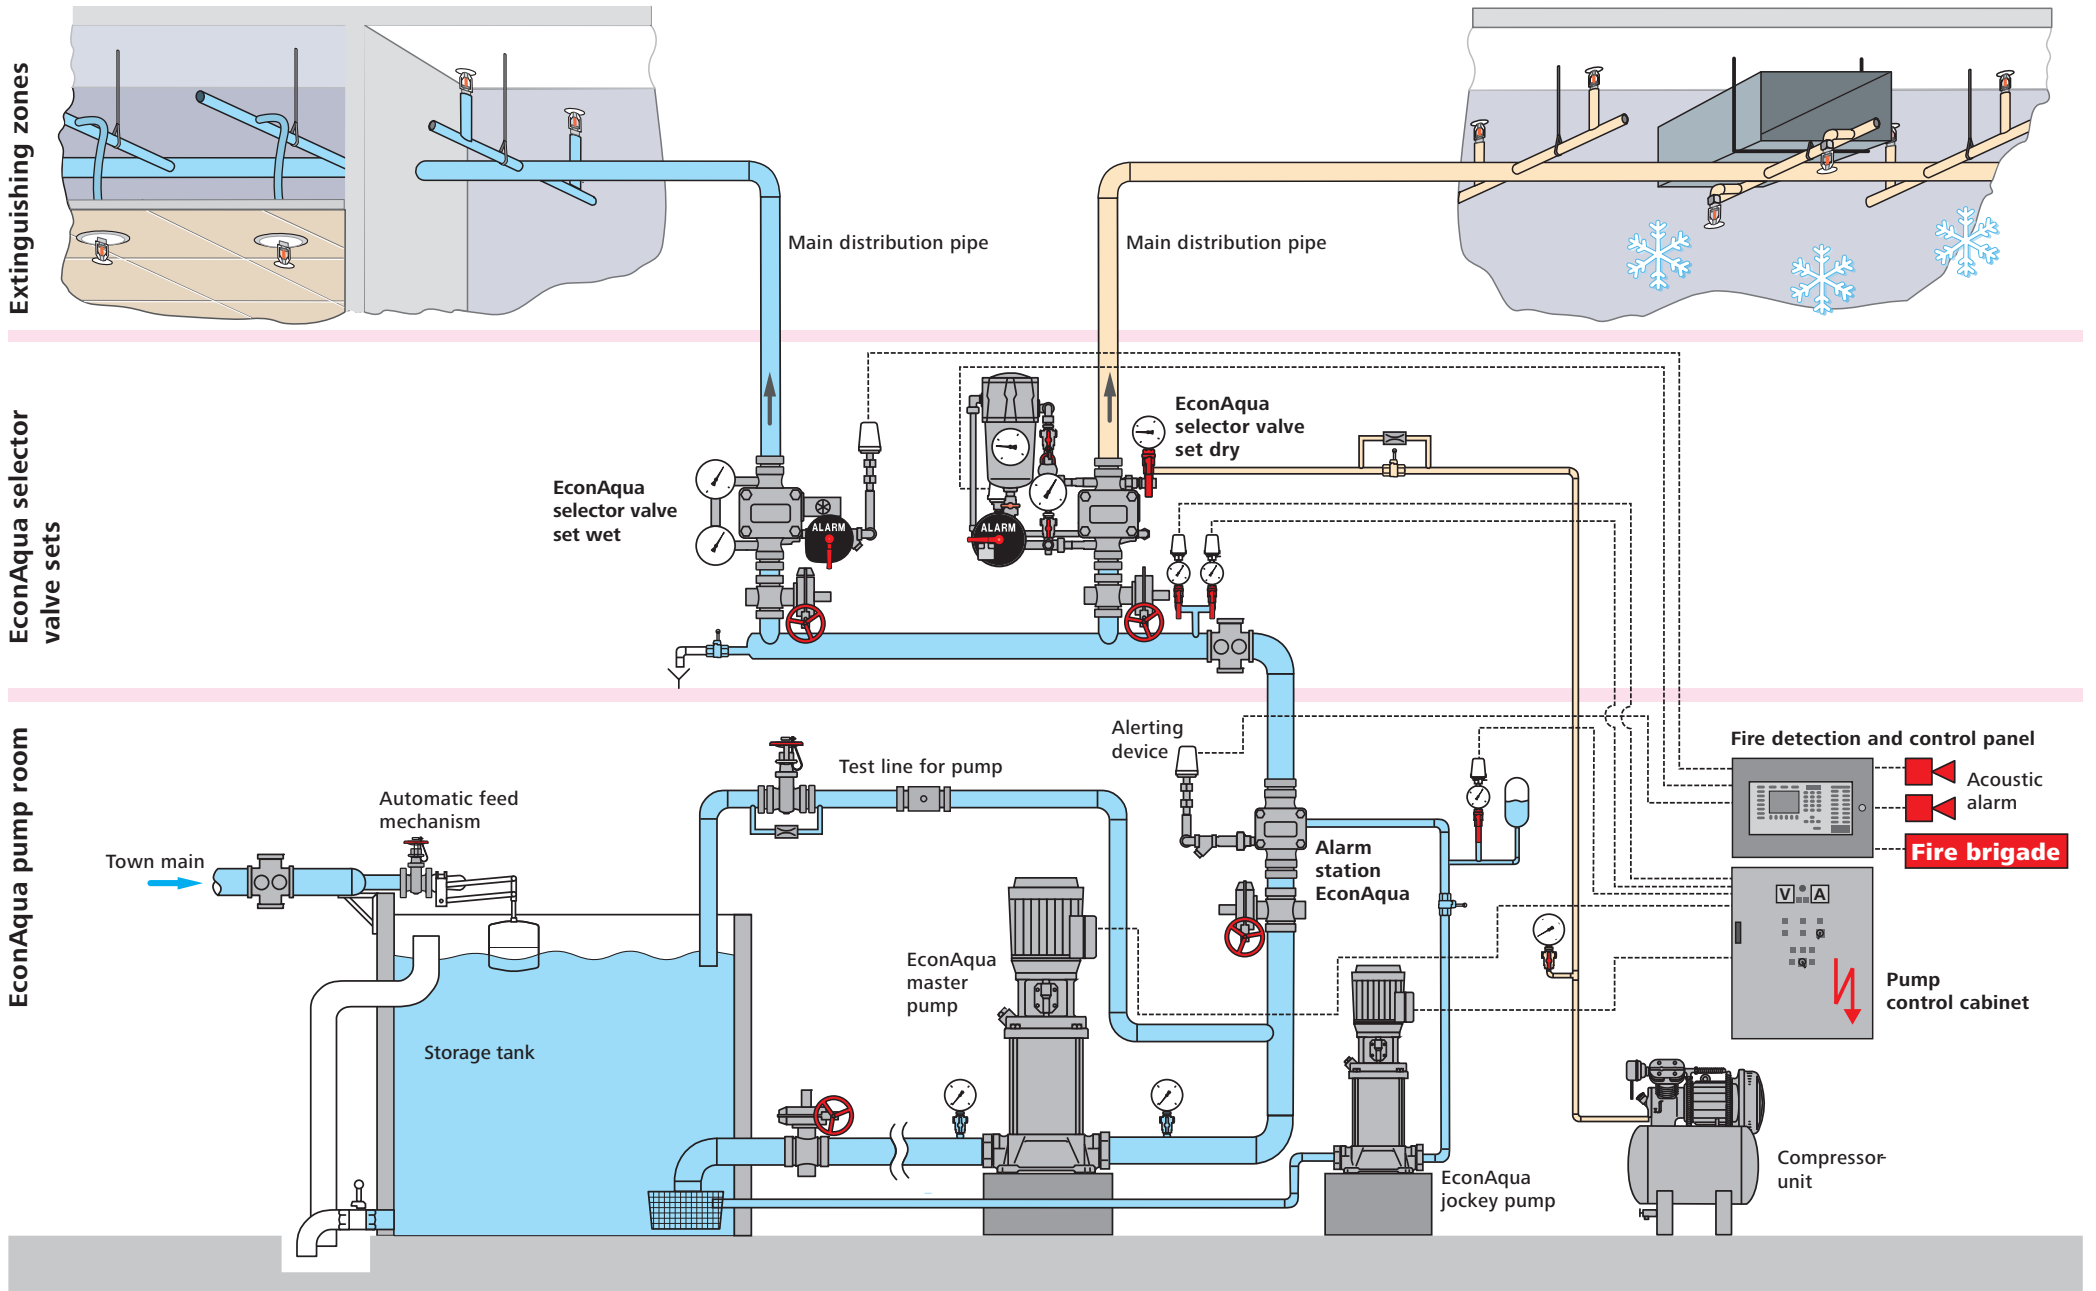 Extinguishing zones
Main distribution pipe
Main distribution pipe
EconAqua selector
valve sets
EconAqua
selector valve
set wet
ALARM
ALARM
EconAqua
selector valve
set dry
EconAqua pump room
Town main
Automatic feed
mechanism
Test line for pump
Alerting
device
Alarm
station
EconAqua
Storage tank
EconAqua
master
pump
EconAqua
jockey pump
Fire detection and control panel
Acoustic
alarm
Fire brigade
V
A
Pump
control cabinet
Compressor-
unit